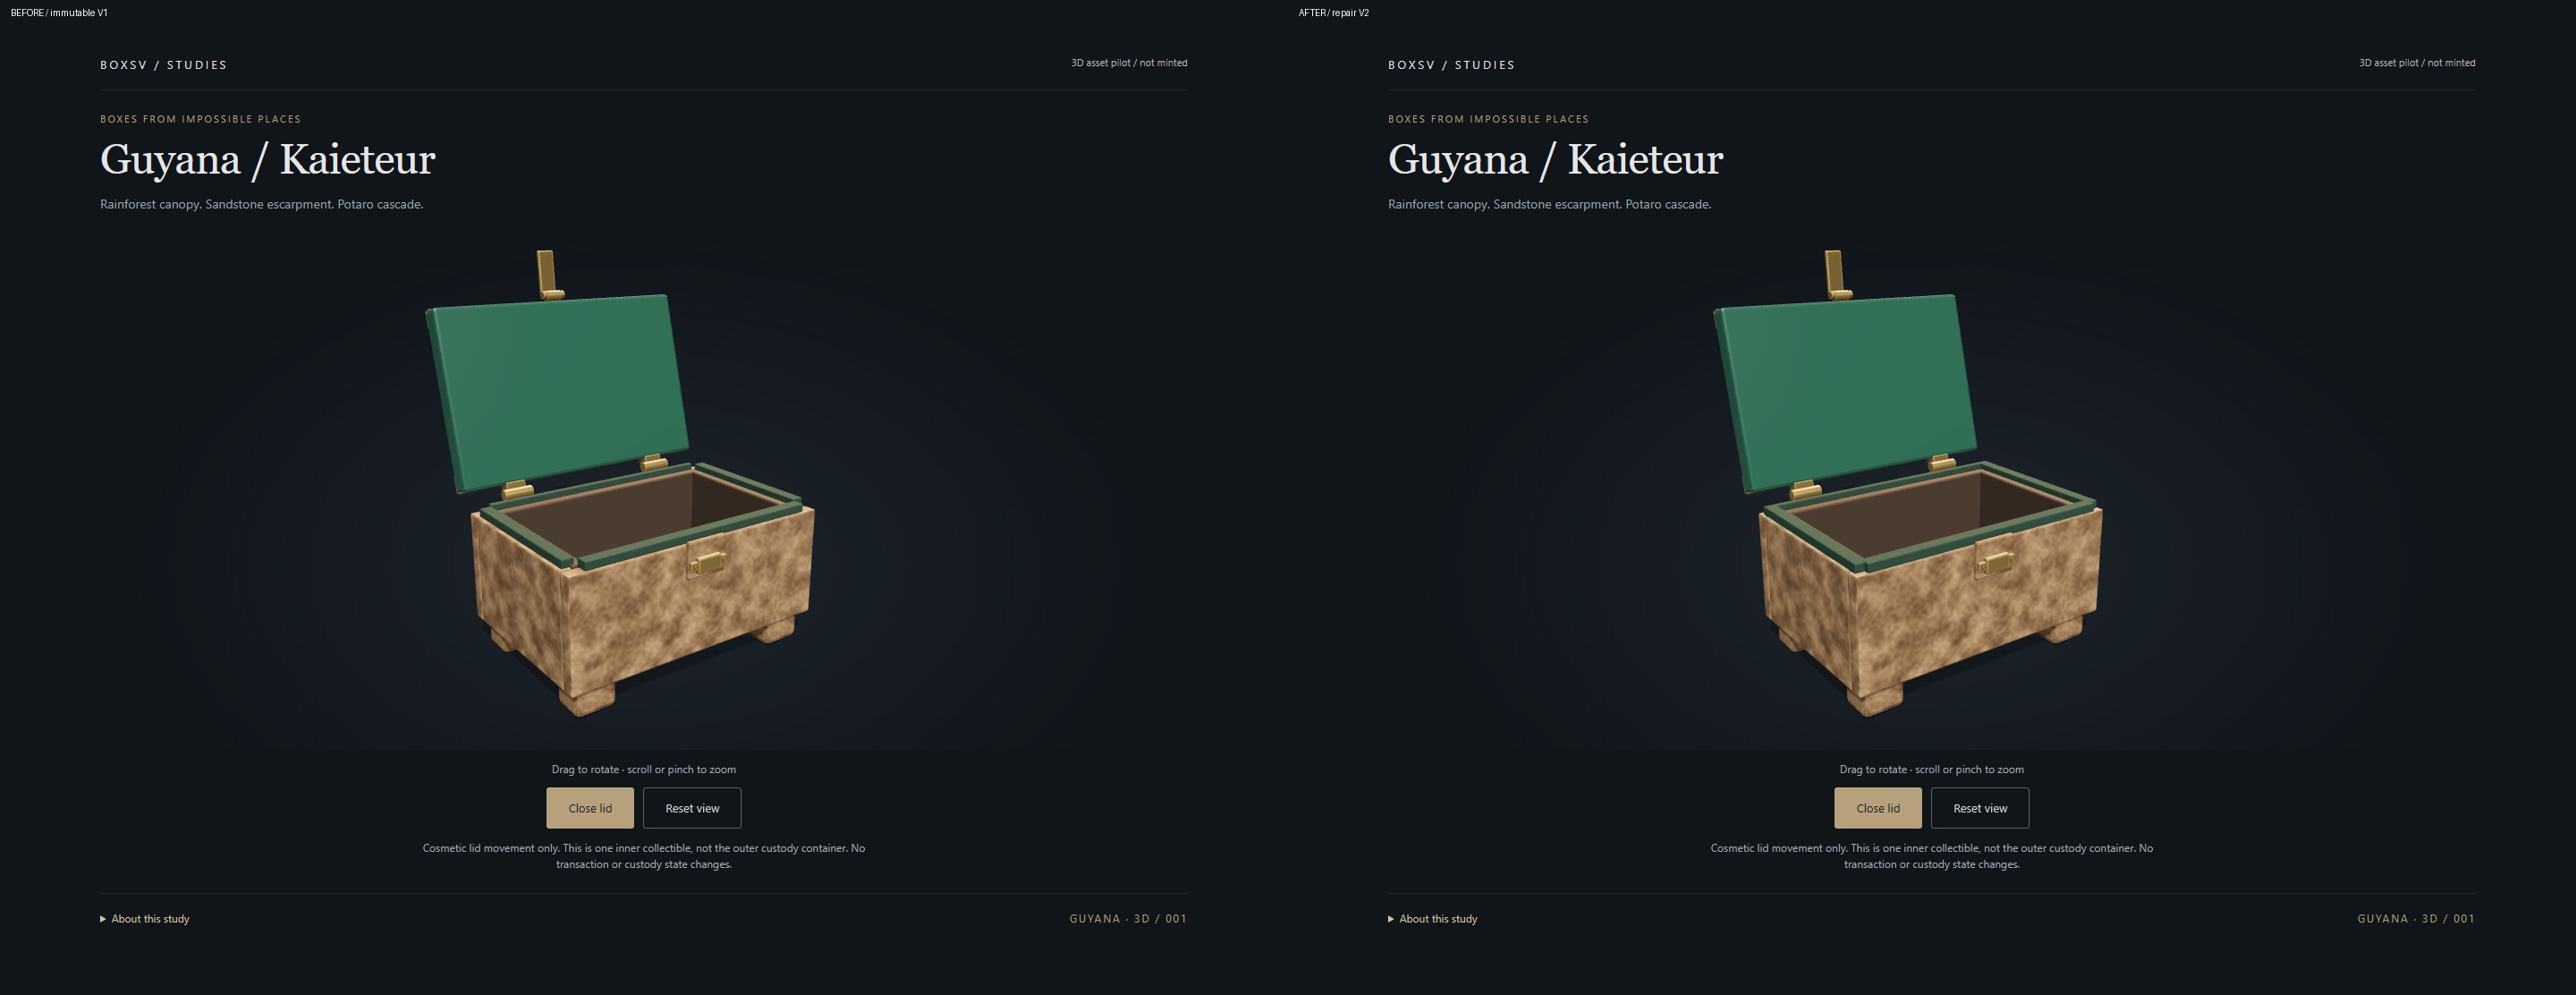 BEFORE / immutable V1
BOXSV / STUDIES
3D asset pilot / not minted
BOXES FROM IMPOSSIBLE PLACES
Guyana / Kaieteur
Rainforest canopy. Sandstone escarpment. Potaro cascade.
Drag to rotate · scroll or pinch to zoom
Close lid
Reset view
Cosmetic lid movement only. This is one inner collectible, not the outer custody container. No
transaction or custody state changes.
▶ About this study
GUYANA · 3D / 001
AFTER / repair V2
BOXSV / STUDIES
3D asset pilot / not minted
BOXES FROM IMPOSSIBLE PLACES
Guyana / Kaieteur
Rainforest canopy. Sandstone escarpment. Potaro cascade.
Drag to rotate · scroll or pinch to zoom
Close lid
Reset view
Cosmetic lid movement only. This is one inner collectible, not the outer custody container. No
transaction or custody state changes.
▶ About this study
GUYANA · 3D / 001